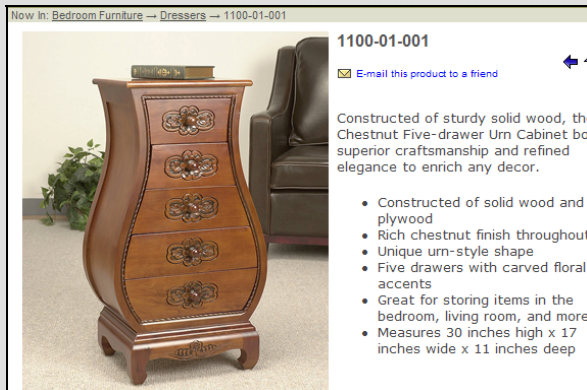 Now In: Bedroom Furniture → Dressers → 1100-01-001
1100-01-001
E-mail this product to a friend
Constructed of sturdy solid wood, the
Chestnut Five-drawer Urn Cabinet bo
superior craftsmanship and refined
elegance to enrich any decor.
• Constructed of solid wood and
plywood
• Rich chestnut finish throughout
• Unique urn-style shape
• Five drawers with carved floral
accents
• Great for storing items in the
bedroom, living room, and more
• Measures 30 inches high x 17
inches wide x 11 inches deep